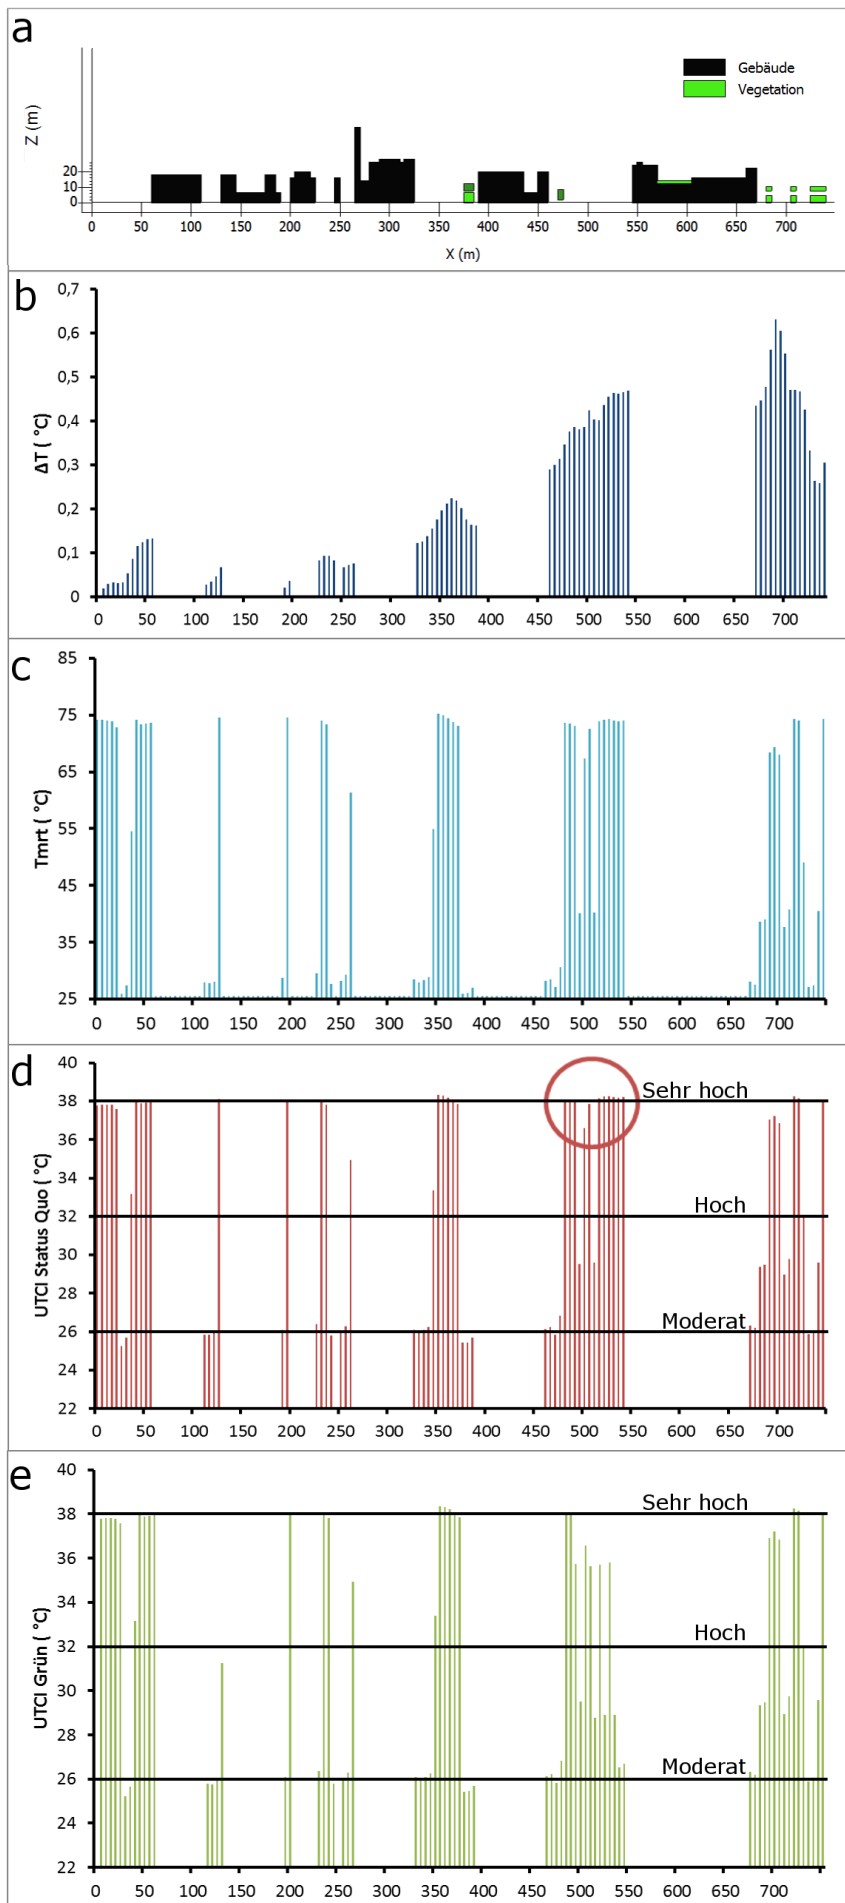 a
Gebäude
Vegetation
Z (m)
20
10
0
0 50 100 150 200 250 300 350 400 450 500 550 600 650 700
X (m)
b
0,7
0,6
0,5
0,4
0,3
0,2
0,1
0
ΔT ( °C)
0 50 100 150 200 250 300 350 400 450 500 550 600 650 700
c
85
75
65
55
45
35
25
Tmrt ( °C)
0 50 100 150 200 250 300 350 400 450 500 550 600 650 700
d
40
38
36
34
32
30
28
26
24
22
UTCI Status Quo ( °C)
Sehr hoch
Hoch
Moderat
0 50 100 150 200 250 300 350 400 450 500 550 600 650 700
e
40
38
36
34
32
30
28
26
24
22
UTCI Grün ( °C)
Sehr hoch
Hoch
Moderat
0 50 100 150 200 250 300 350 400 450 500 550 600 650 700